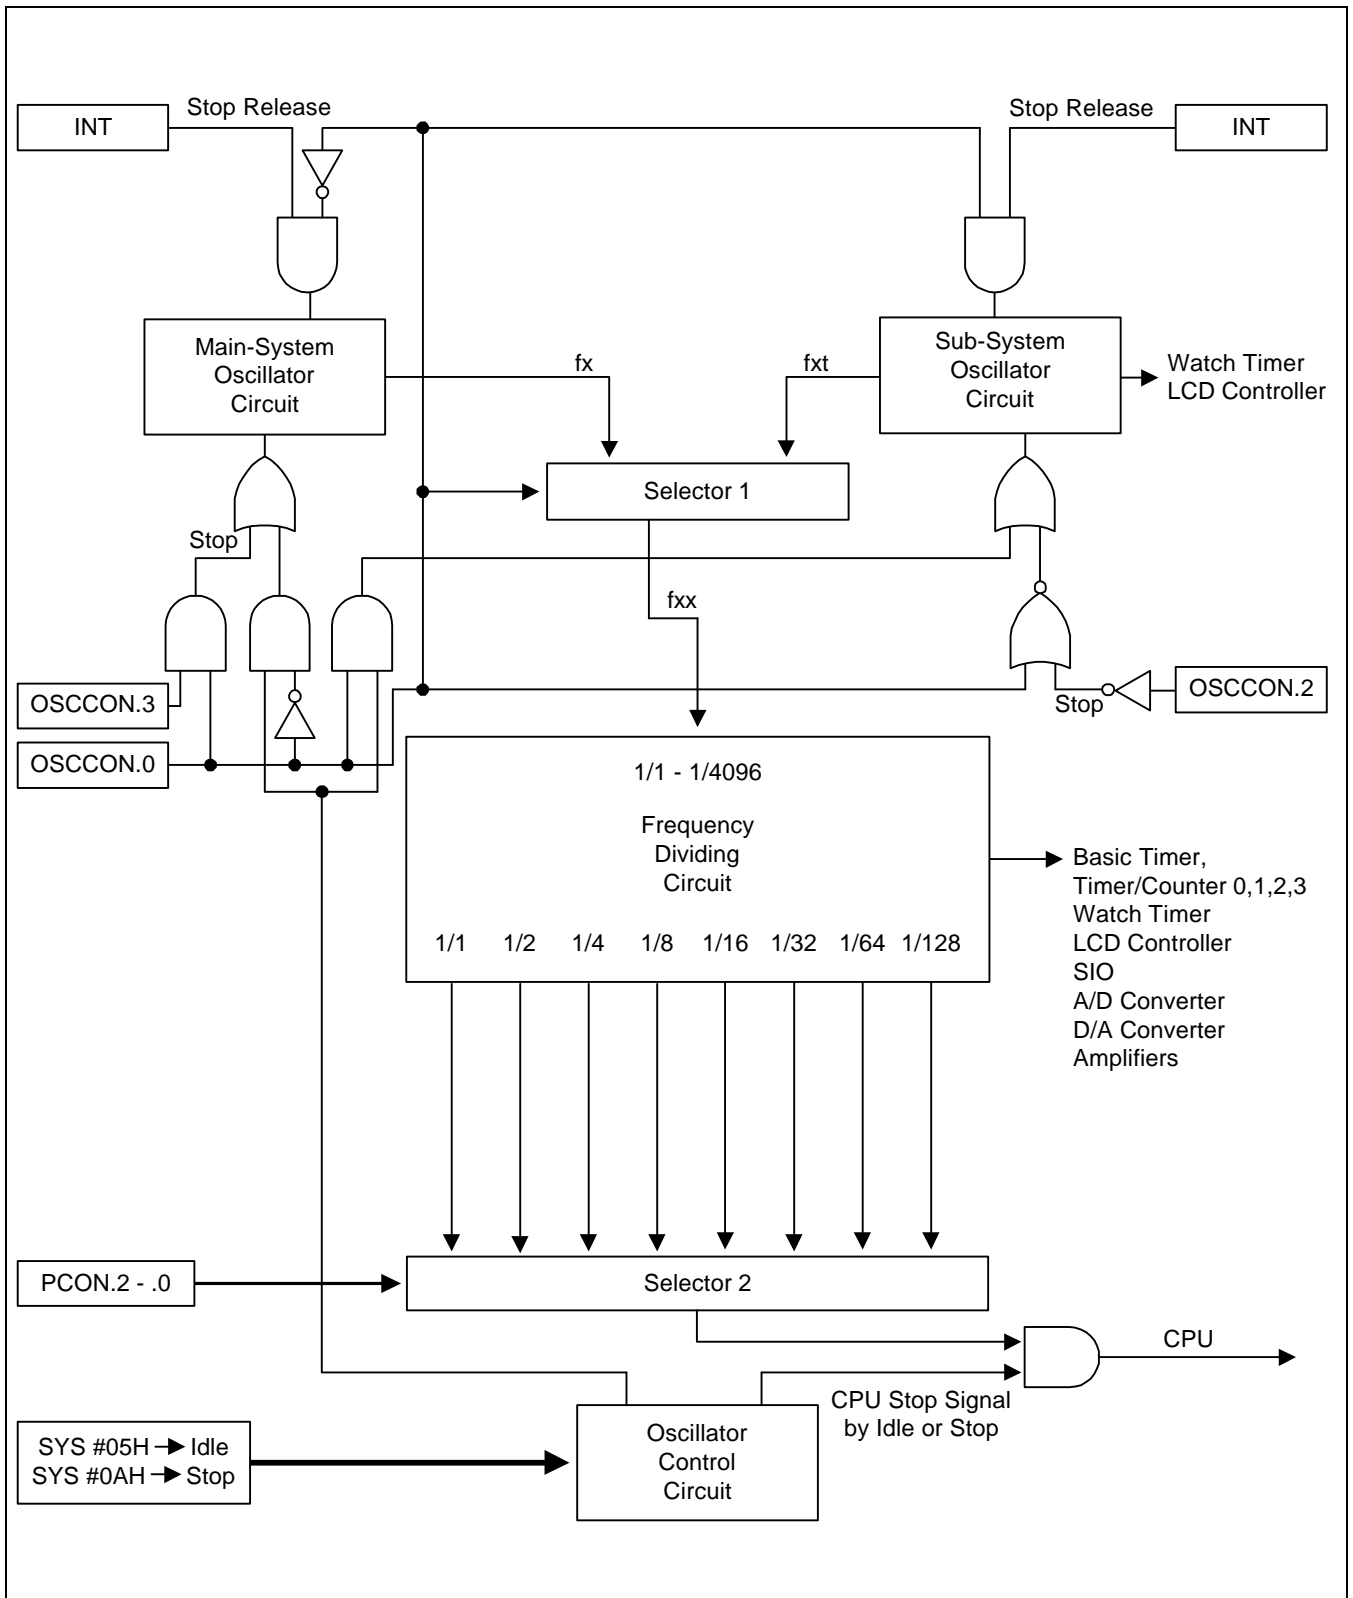 Stop Release
INT
Stop Release
INT
Main-System
Oscillator
Circuit
fx
fxt
Sub-System
Oscillator
Circuit
Watch Timer
LCD Controller
Selector 1
Stop
fxx
OSCCON.3
OSCCON.2
Stop
OSCCON.0
1/1 - 1/4096
Frequency
Dividing
Circuit
1/1 1/2 1/4 1/8 1/16 1/32 1/64 1/128
Basic Timer,
Timer/Counter 0,1,2,3
Watch Timer
LCD Controller
SIO
A/D Converter
D/A Converter
Amplifiers
PCON.2 - .0
Selector 2
CPU
CPU Stop Signal
by Idle or Stop
SYS #05H → Idle
SYS #0AH → Stop
Oscillator
Control
Circuit